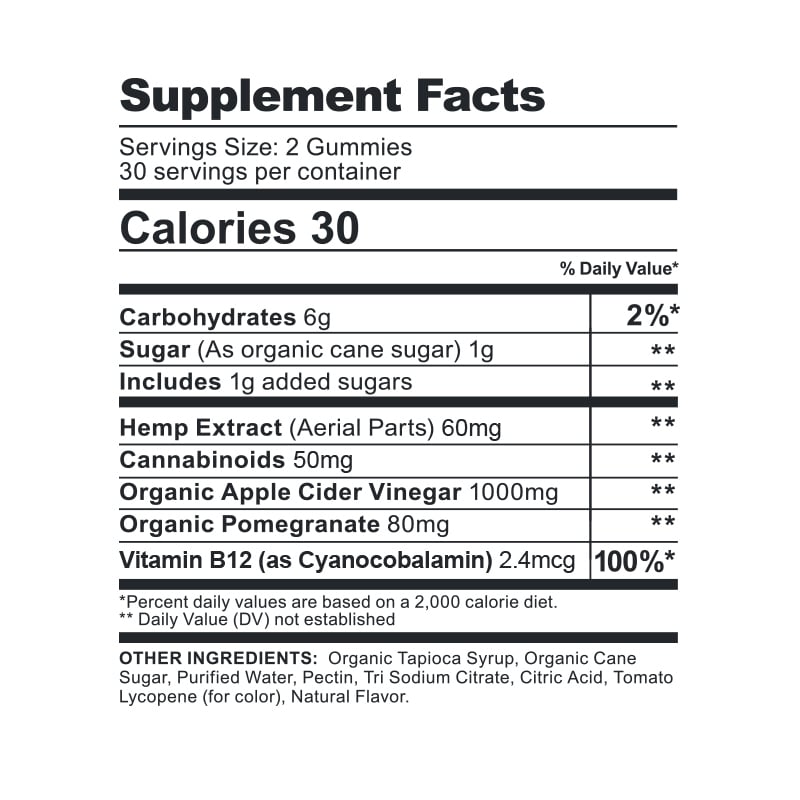 Supplement Facts
Servings Size: 2 Gummies
30 servings per container
Calories 30
% Daily Value*
Carbohydrates 6g 2%*
Sugar (As organic cane sugar) 1g **
Includes 1g added sugars **
Hemp Extract (Aerial Parts) 60mg **
Cannabinoids 50mg **
Organic Apple Cider Vinegar 1000mg **
Organic Pomegranate 80mg **
Vitamin B12 (as Cyanocobalamin) 2.4mcg 100%*
*Percent daily values are based on a 2,000 calorie diet.
** Daily Value (DV) not established
OTHER INGREDIENTS: Organic Tapioca Syrup, Organic Cane
Sugar, Purified Water, Pectin, Tri Sodium Citrate, Citric Acid, Tomato
Lycopene (for color), Natural Flavor.